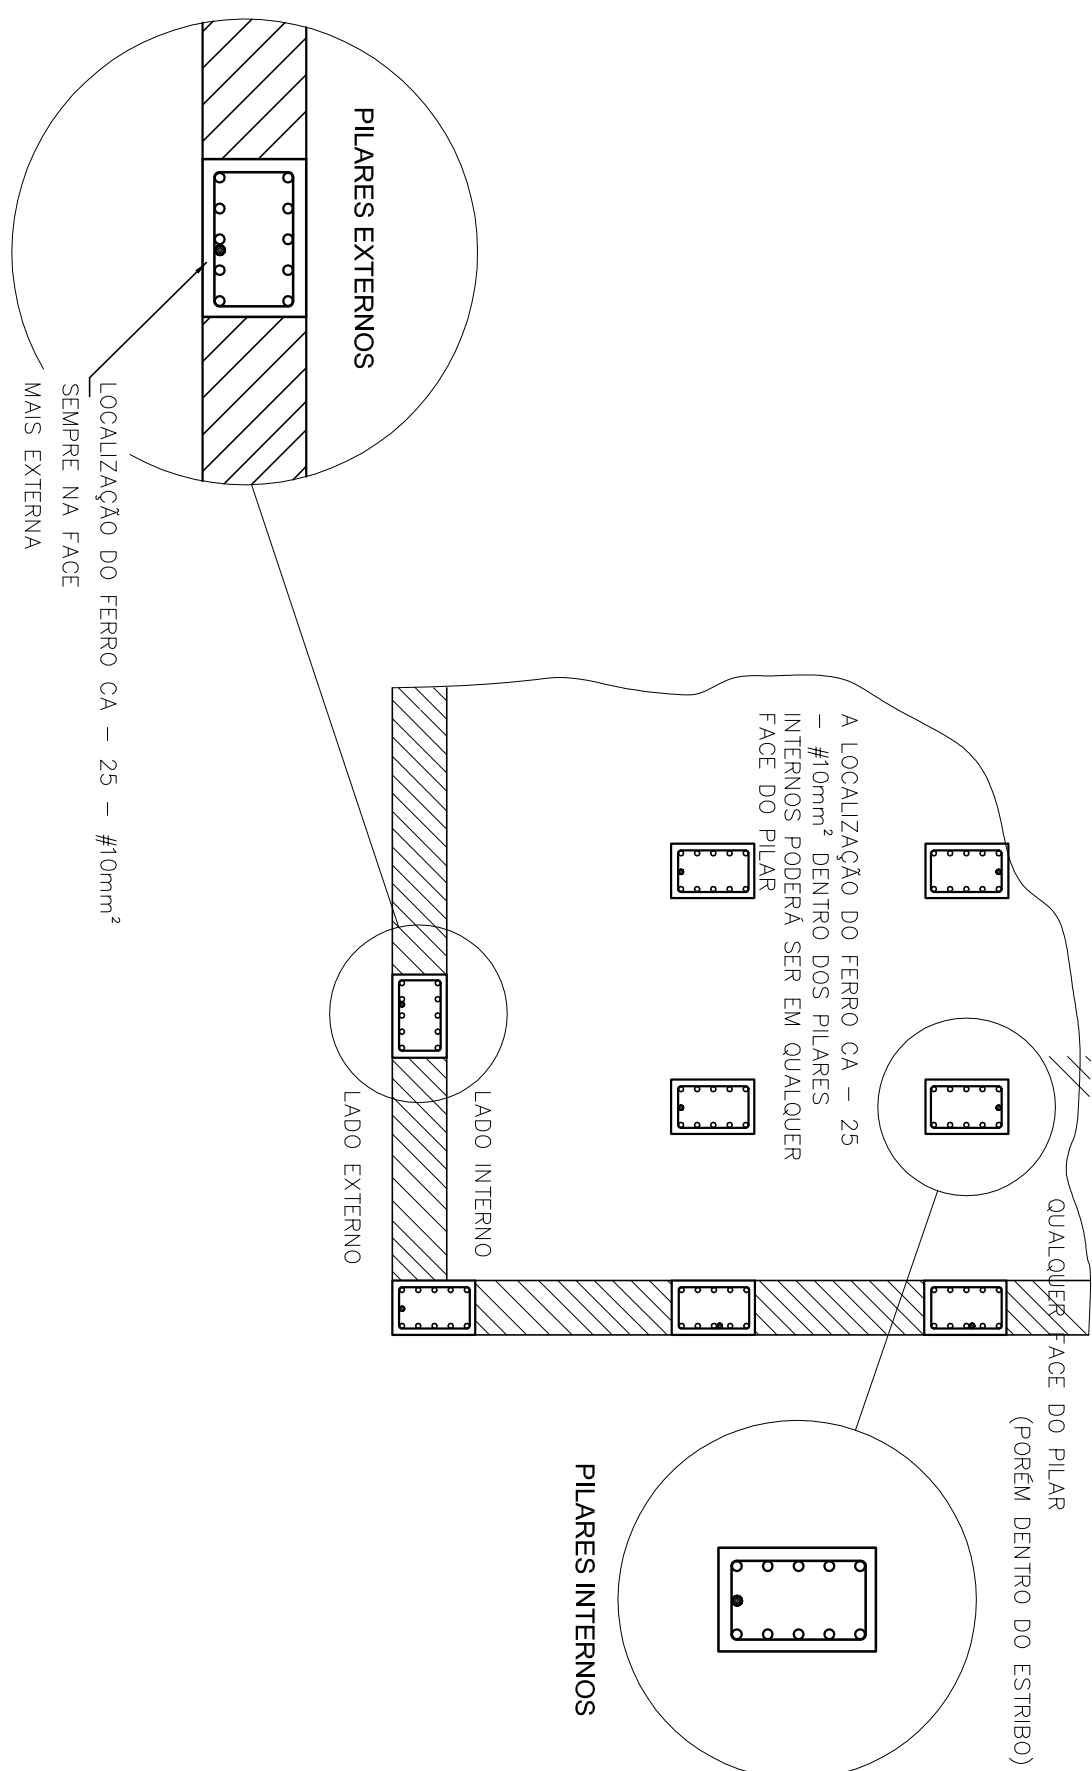 PILARES EXTERNOS
LOCALIZAÇÃO DO FERRO CA - 25 - #10mm²
SEMPRE NA FACE
MAIS EXTERNA
A LOCALIZAÇÃO DO FERRO CA - 25
- #10mm² DENTRO DOS PILARES
INTERNOS PODERÁ SER EM QUALQUER
FACE DO PILAR
LADO INTERNO
LADO EXTERNO
QUALQUER FACE DO PILAR
(PORÉM DENTRO DO ESTRIBO)
PILARES INTERNOS